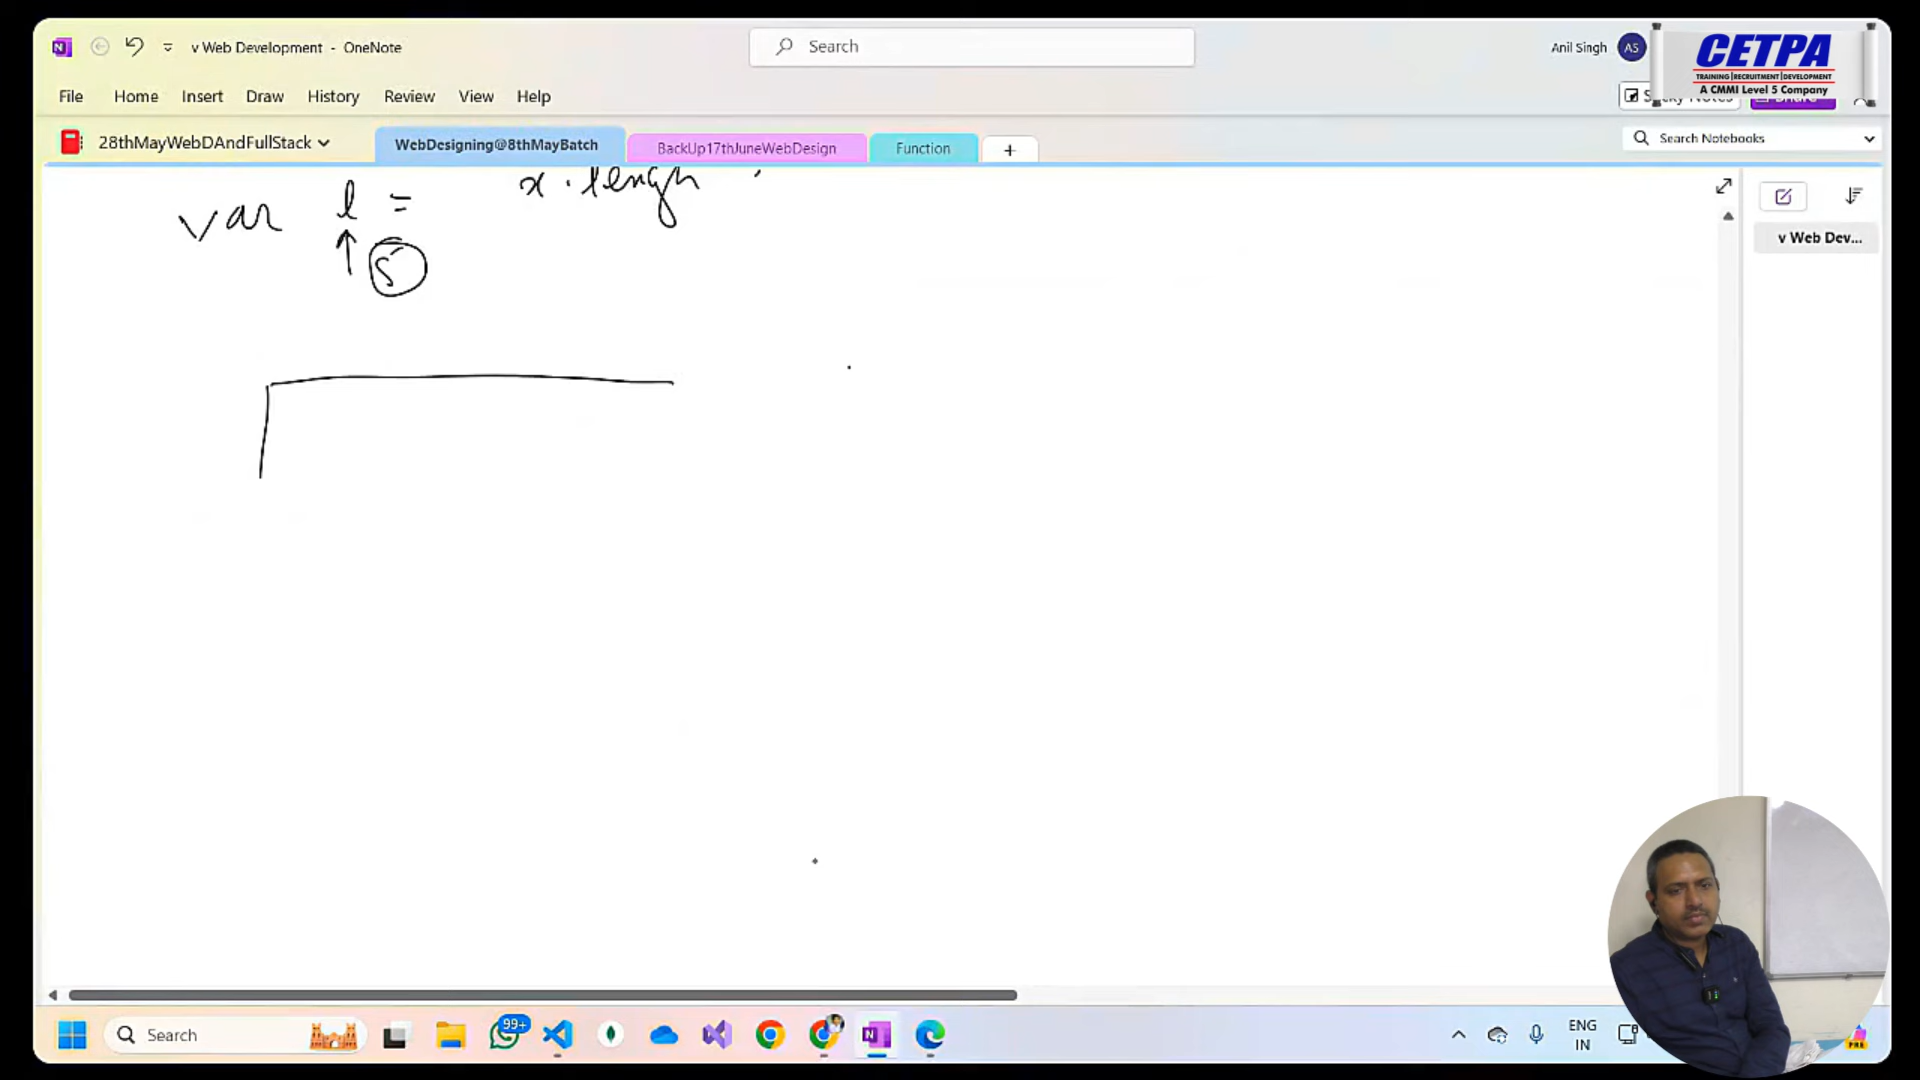 v Web Development - OneNote
Search
Anil Singh
AS
CETPA
TRAINING|RECRUITMENT|DEVELOPMENT
A CMMI Level 5 Company
File Home Insert Draw History Review View Help
28thMayWebDAndFullStack
WebDesigning@8thMayBatch
BackUp17thJuneWebDesign
Function
+
Search Notebooks
v Web Dev...
var l = x.lengh
5
Search
99+
ENG
IN